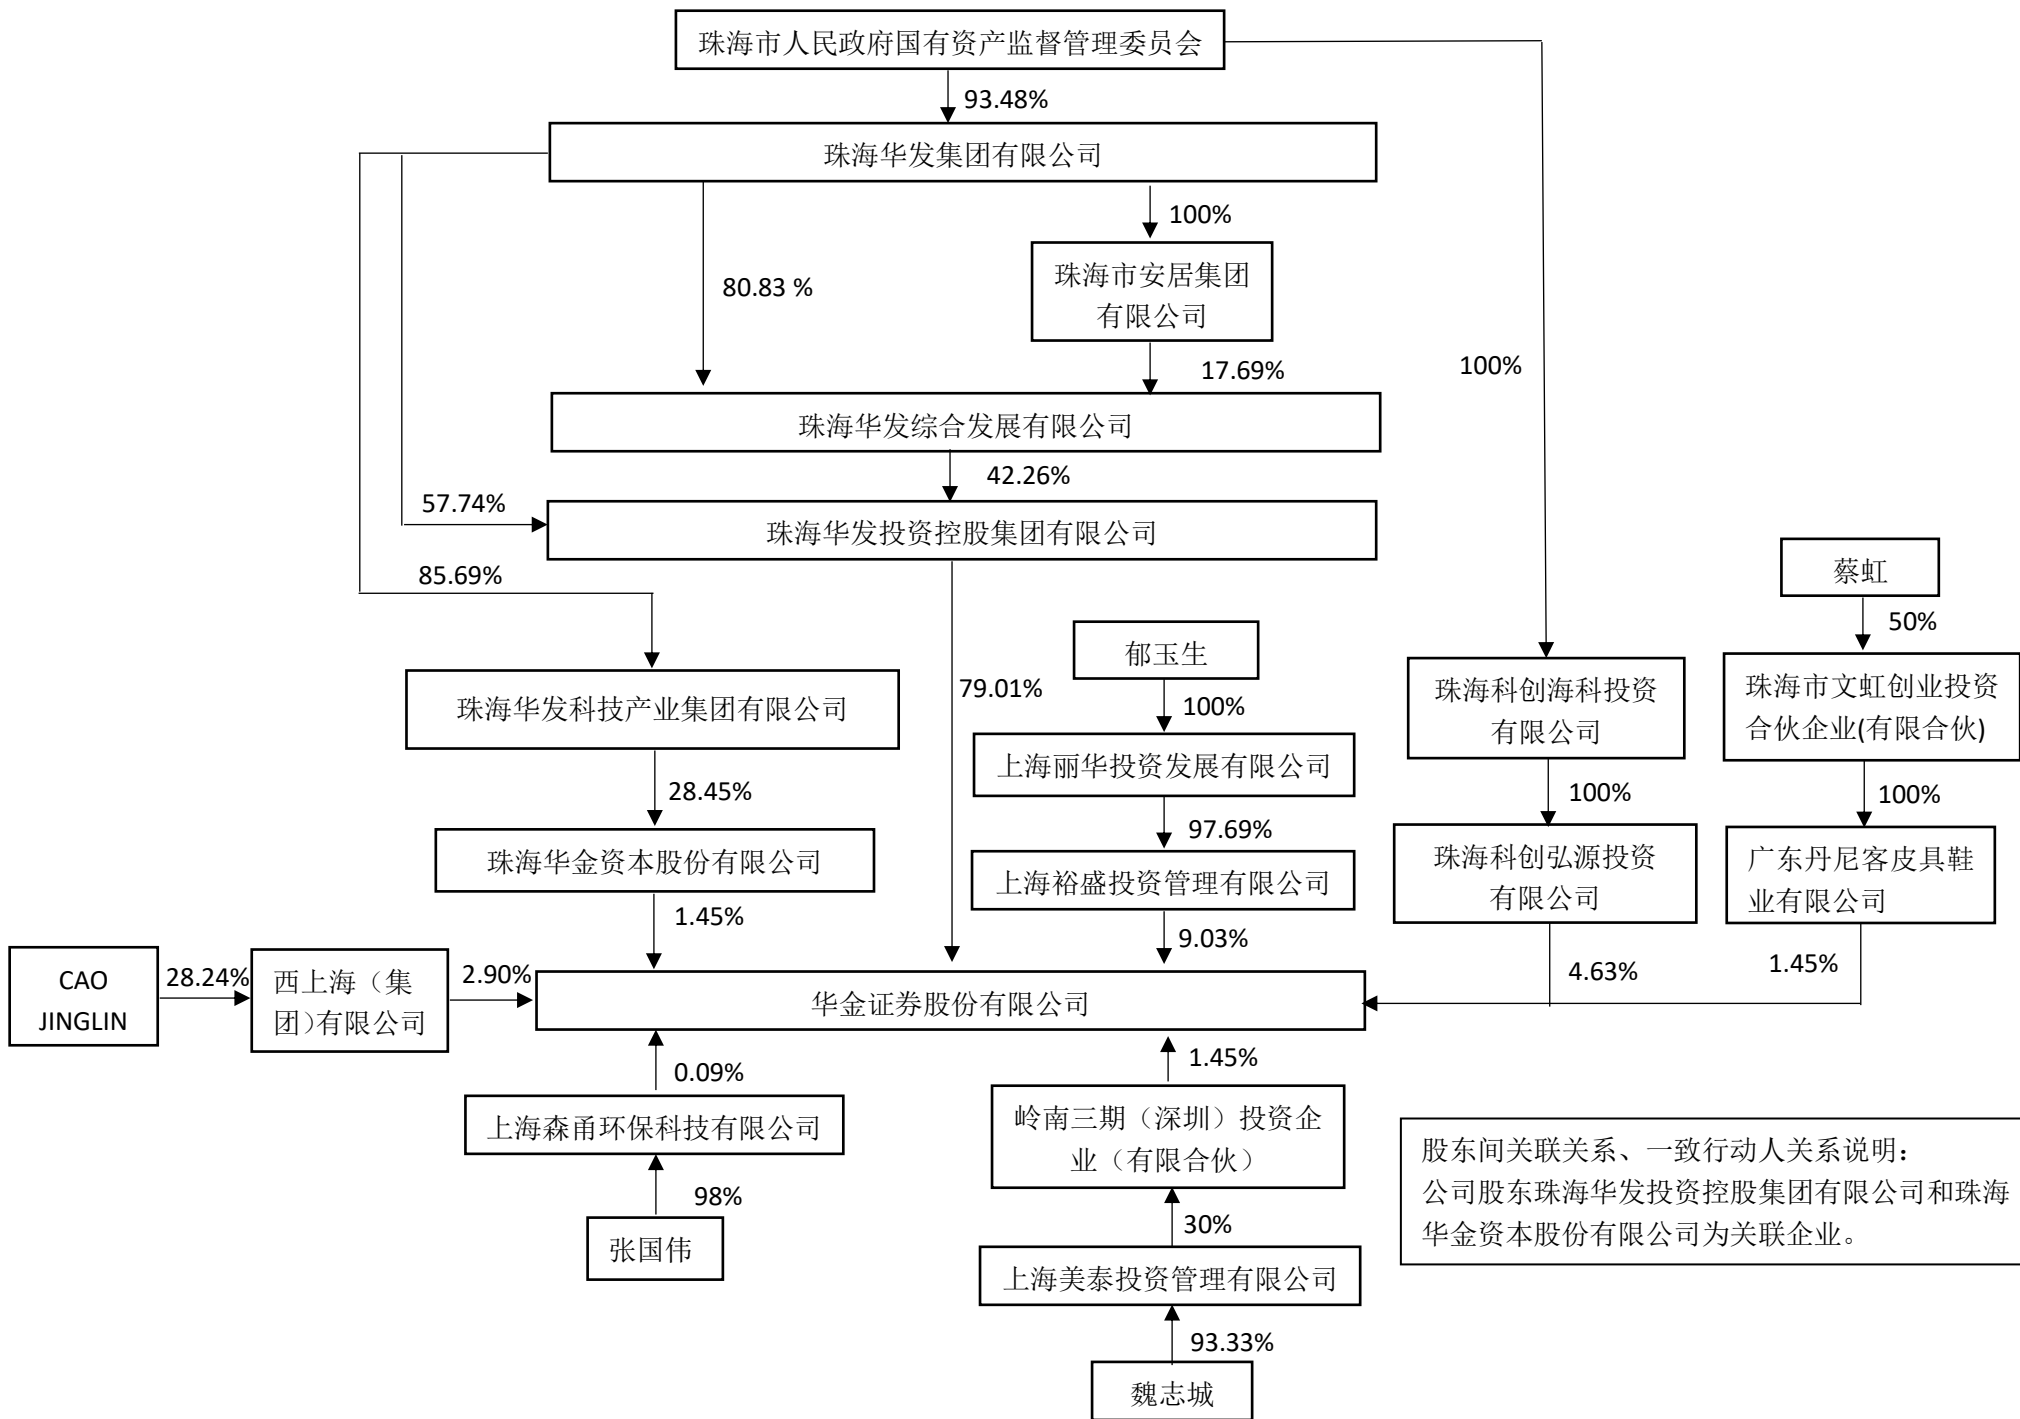 珠海市人民政府国有资产监督管理委员会
93.48%
珠海华发集团有限公司
100%
珠海市安居集团
有限公司
80.83 %
100%
17.69%
珠海华发综合发展有限公司
42.26%
57.74%
珠海华发投资控股集团有限公司
85.69%
蔡虹
50%
郁玉生
79.01%
100%
珠海华发科技产业集团有限公司
珠海科创海科投资
有限公司
珠海市文虹创业投资
合伙企业(有限合伙)
上海丽华投资发展有限公司
28.45%
97.69%
100%
100%
珠海华金资本股份有限公司
上海裕盛投资管理有限公司
珠海科创弘源投资
有限公司
广东丹尼客皮具鞋
业有限公司
1.45%
9.03%
4.63%
1.45%
CAO
JINGLIN
28.24%
西上海（集
团）有限公司
2.90%
华金证券股份有限公司
0.09%
1.45%
上海森甬环保科技有限公司
岭南三期（深圳）投资企
业（有限合伙）
98%
30%
张国伟
上海美泰投资管理有限公司
93.33%
魏志城
股东间关联关系、一致行动人关系说明：
公司股东珠海华发投资控股集团有限公司和珠海
华金资本股份有限公司为关联企业。